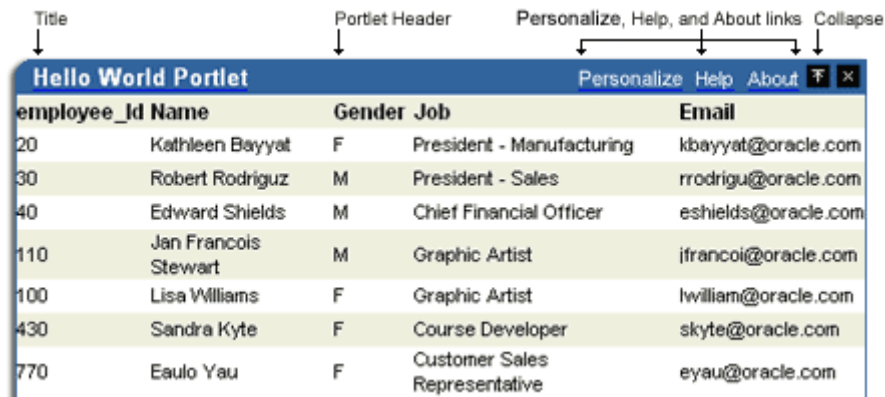 Title Portlet Header Personalize, Help, and About links Collapse
Hello World Portlet Personalize Help About
employee_Id Name Gender Job Email
20 Kathleen Bayyat F President - Manufacturing kbayyat@oracle.com
30 Robert Rodriguz M President - Sales rrodrigu@oracle.com
40 Edward Shields M Chief Financial Officer eshields@oracle.com
110 Jan Francois Stewart M Graphic Artist jfrancoi@oracle.com
100 Lisa Williams F Graphic Artist lwilliam@oracle.com
430 Sandra Kyte F Course Developer skyte@oracle.com
770 Eaulo Yau F Customer Sales Representative eyau@oracle.com